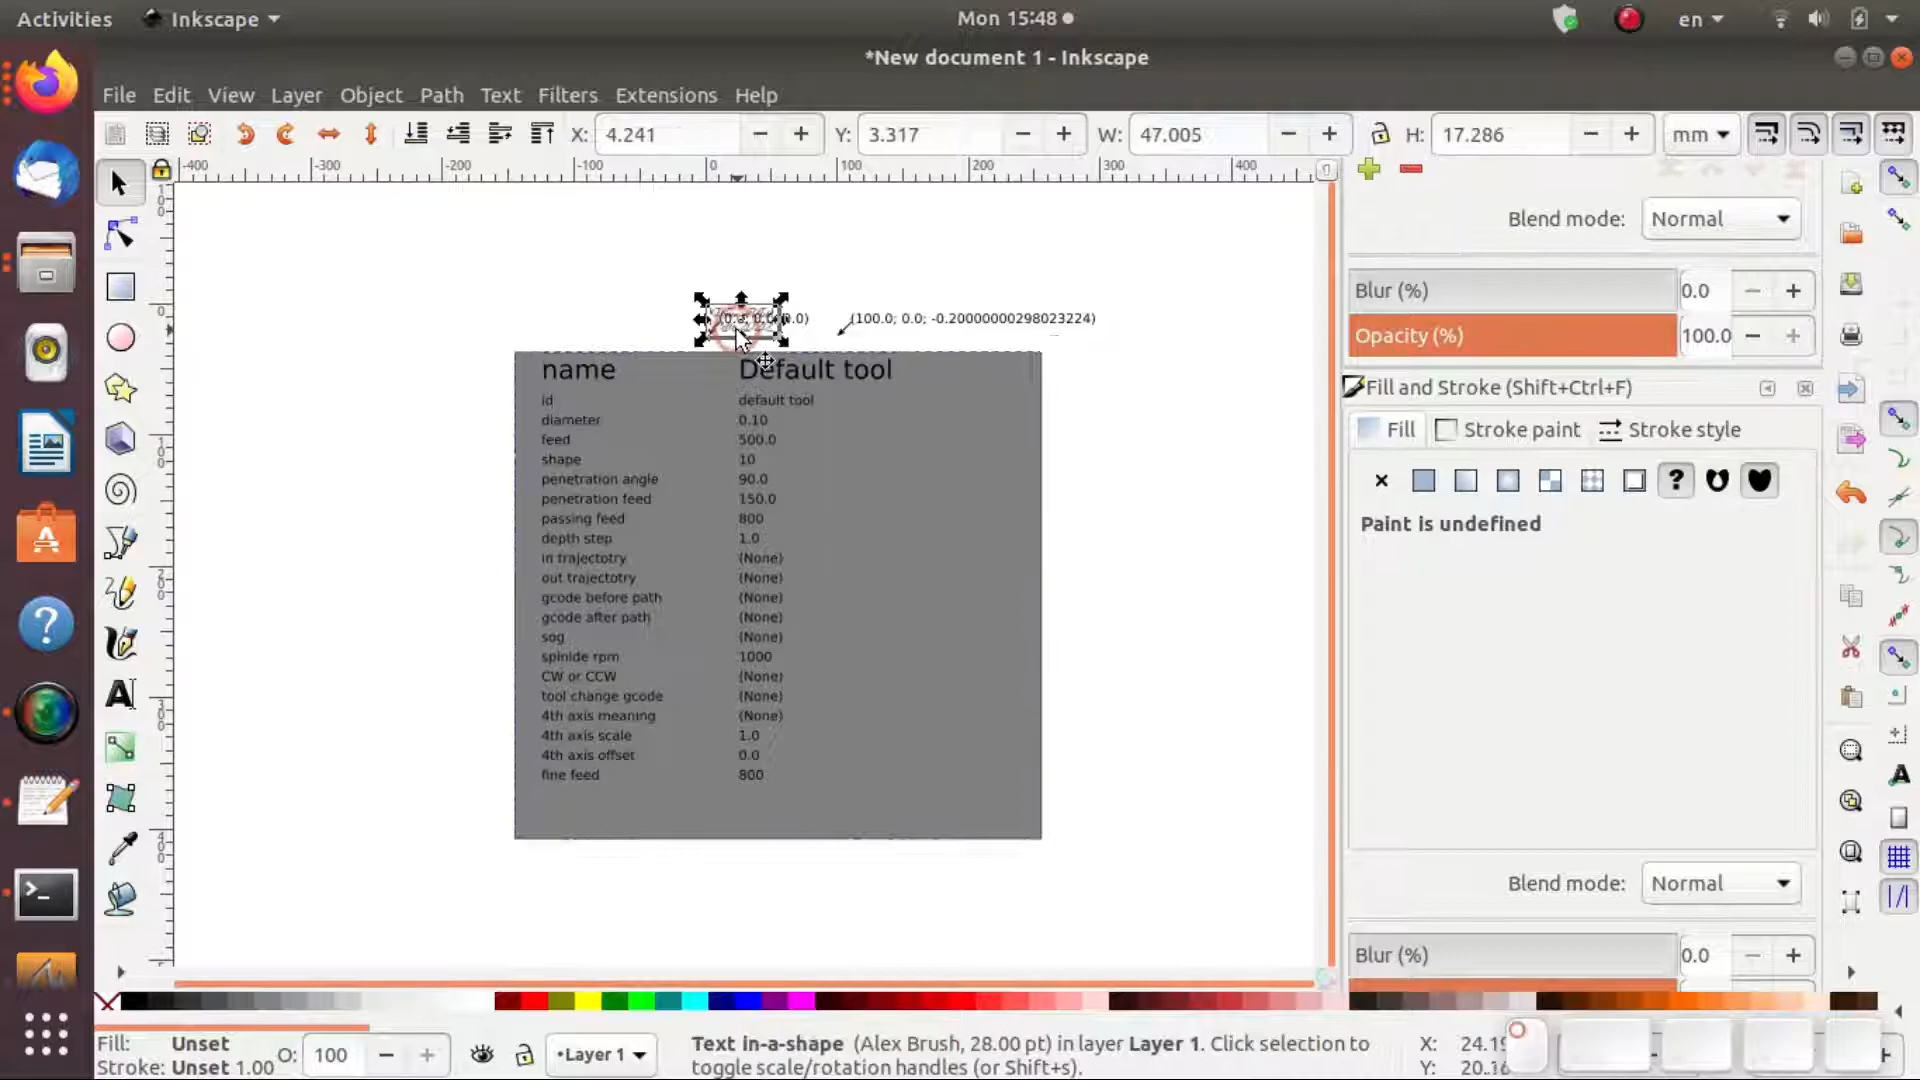 Activities
Inkscape
Mon 15:48
en
*New document 1 - Inkscape
File Edit View Layer Object Path Text Filters Extensions Help
X: 4.241 Y: 3.317 W: 47.005 H: 17.286 mm
-400 -300 -200 -100 0 100 200 300 400
(100.0; 0.0; -0.20000000298023224)
name Default tool
id default tool
diameter 0.10
feed 500.0
shape 10
penetration angle 90.0
penetration feed 150.0
passing feed 800
depth step 1.0
in trajectotry (None)
out trajectotry (None)
gcode before path (None)
gcode after path (None)
sog (None)
spinlde rpm 1000
CW or CCW (None)
tool change gcode (None)
4th axis meaning (None)
4th axis scale 1.0
4th axis offset 0.0
fine feed 800
Blend mode: Normal
Blur (%) 0.0
Opacity (%) 100.0
Fill and Stroke (Shift+Ctrl+F)
Fill Stroke paint Stroke style
Paint is undefined
Blend mode: Normal
Blur (%) 0.0
Fill: Unset
Stroke: Unset 1.00
O: 100
•Layer 1
Text in-a-shape (Alex Brush, 28.00 pt) in layer Layer 1. Click selection to
toggle scale/rotation handles (or Shift+s).
X:
Y: